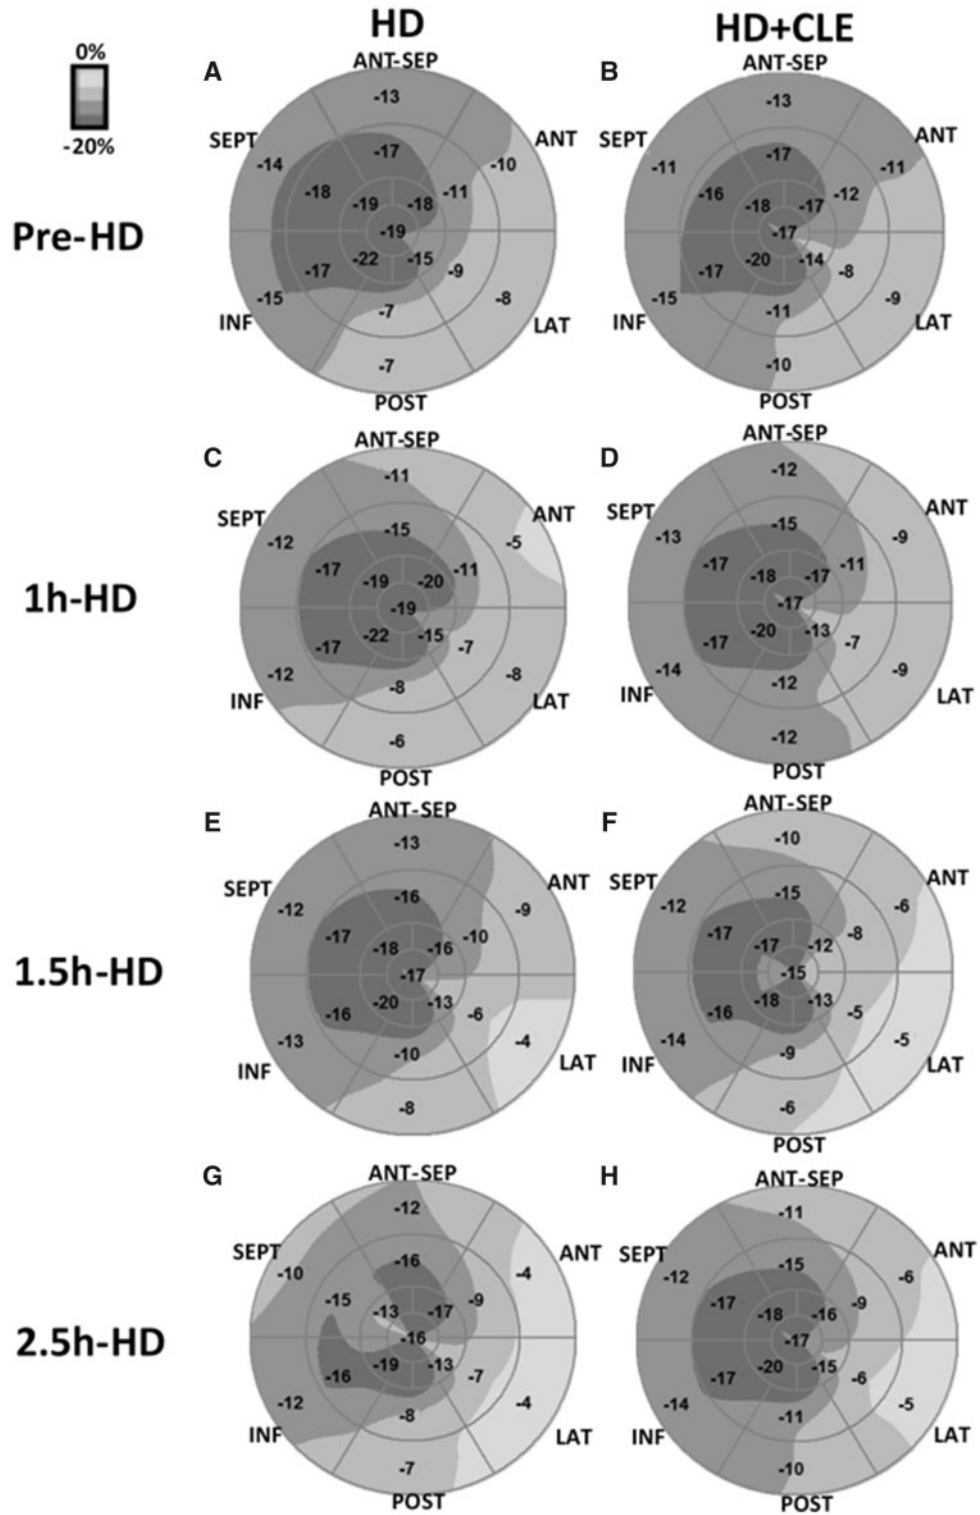 HD
HD+CLE
0%
-20%
Pre-HD
A
ANT-SEP
SEPT
ANT
INF
LAT
POST
-13
-14
-17
-10
-18
-11
-19
-18
-19
-22
-15
-17
-9
-15
-7
-8
-7
B
ANT-SEP
SEPT
ANT
INF
LAT
POST
-13
-11
-17
-11
-16
-12
-18
-17
-17
-20
-14
-17
-8
-15
-11
-9
-10
1h-HD
C
ANT-SEP
SEPT
ANT
INF
LAT
POST
-11
-12
-15
-5
-17
-11
-19
-20
-19
-22
-15
-17
-7
-12
-8
-8
-6
D
ANT-SEP
SEPT
ANT
INF
LAT
POST
-12
-13
-15
-9
-17
-11
-18
-17
-17
-20
-13
-17
-7
-14
-12
-9
-12
1.5h-HD
E
ANT-SEP
SEPT
ANT
INF
LAT
-13
-12
-16
-9
-17
-10
-18
-16
-17
-20
-13
-16
-6
-13
-10
-4
-8
F
ANT-SEP
SEPT
ANT
INF
LAT
POST
-10
-12
-15
-6
-17
-8
-17
-12
-15
-18
-13
-16
-5
-14
-9
-5
-6
2.5h-HD
G
ANT-SEP
SEPT
ANT
INF
LAT
POST
-12
-10
-16
-4
-15
-9
-13
-17
-16
-19
-13
-16
-7
-12
-8
-4
-7
H
ANT-SEP
SEPT
ANT
INF
LAT
POST
-11
-12
-15
-6
-17
-9
-18
-16
-17
-20
-15
-17
-6
-14
-11
-5
-10